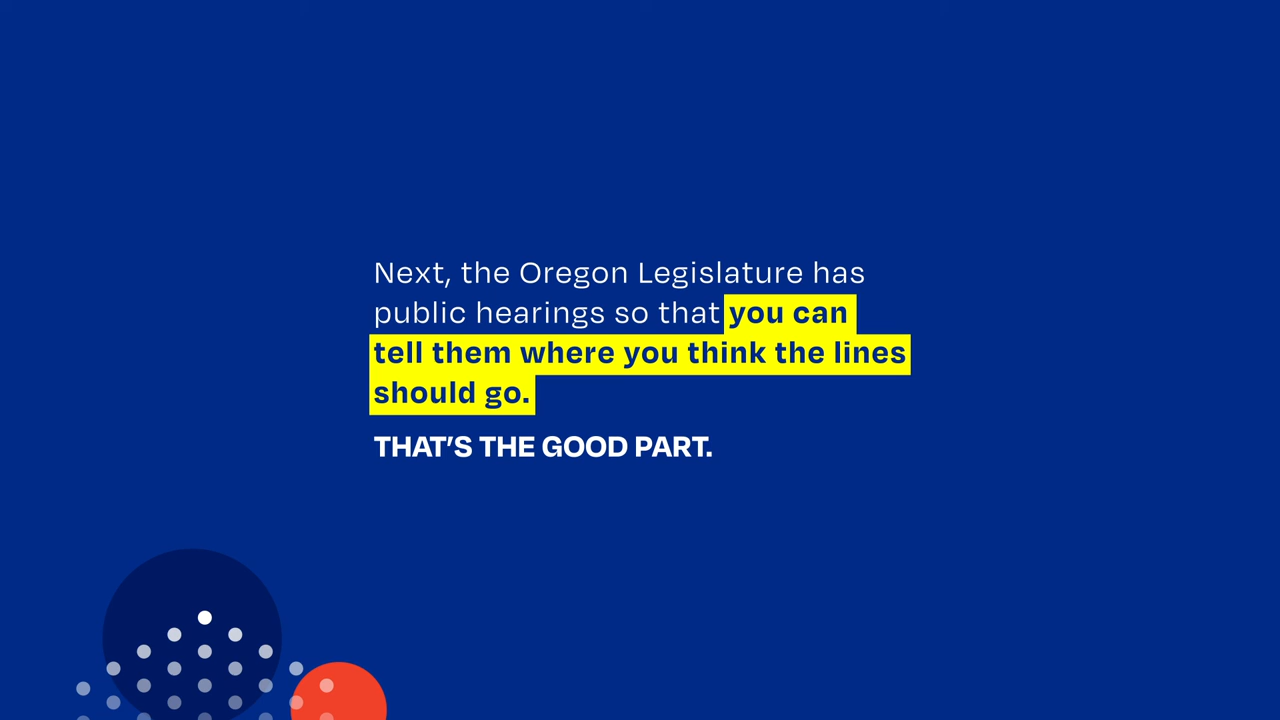 Next, the Oregon Legislature has
public hearings so that you can
tell them where you think the lines
should go.
THAT'S THE GOOD PART.